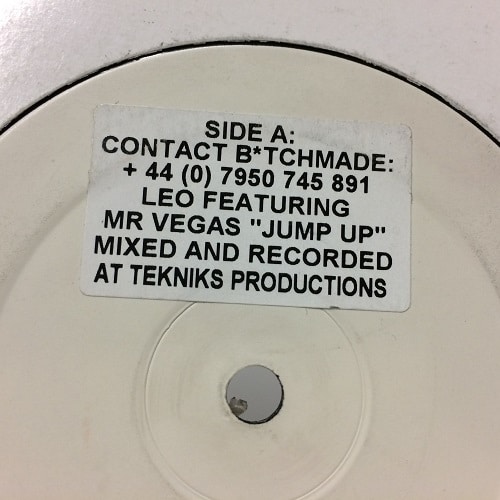 SIDE A:
CONTACT B*TCHMADE:
+ 44 (0) 7950 745 891
LEO FEATURING
MR VEGAS "JUMP UP"
MIXED AND RECORDED
AT TEKNIKS PRODUCTIONS